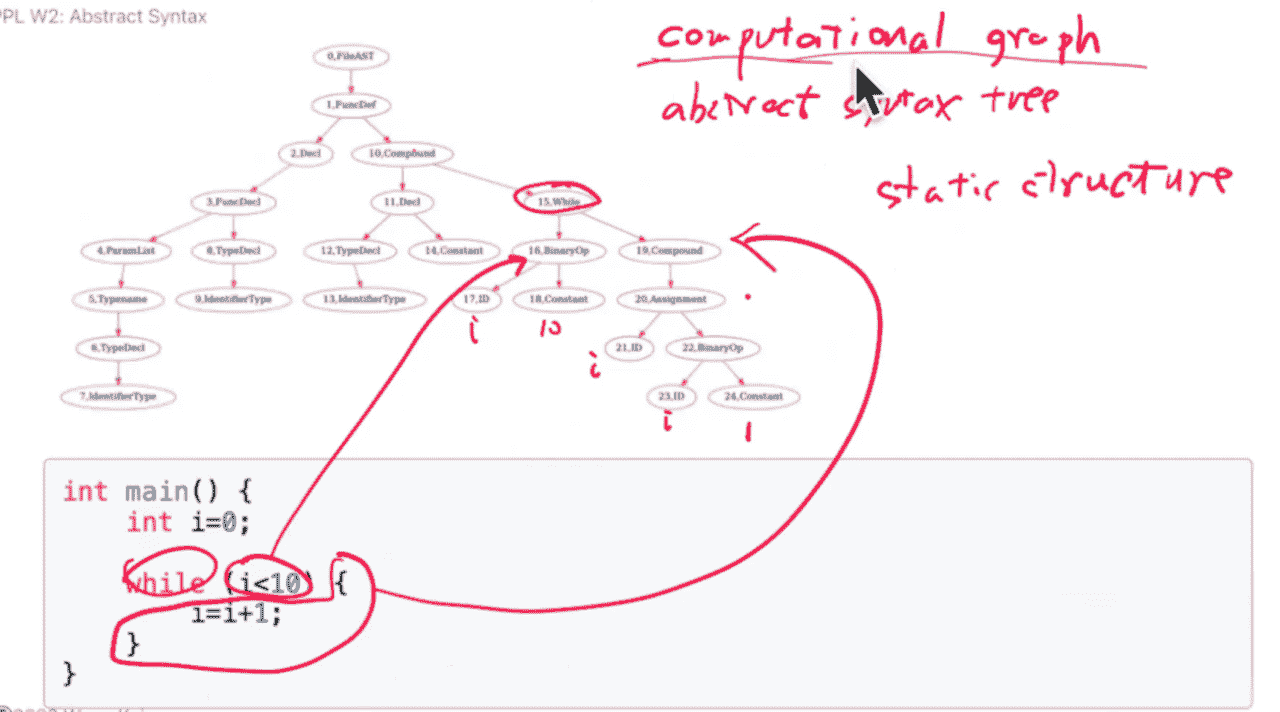 PPL W2: Abstract Syntax
computational graph
abstract syntax tree
static structure
0,FileAST
1,FuncDef
2,Decl
10,Compound
3,FuncDecl
11,Decl
15,While
4,ParamList
8,TypeDecl
12,TypeDecl
14,Constant
16,BinaryOp
19,Compound
5,Typename
9,IdentifierType
13,IdentifierType
17,ID
18,Constant
20,Assignment
i
10
6,TypeDecl
21,ID
22,BinaryOp
i
7,IdentifierType
23,ID
24,Constant
i
1
int main() {
int i=0;
while (i<10) {
i=i+1;
}
}